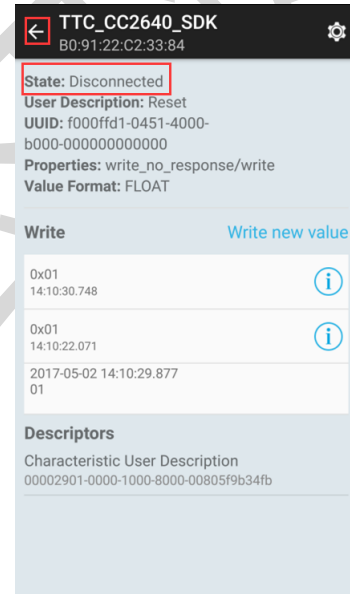 TTC_CC2640_SDK
B0:91:22:C2:33:84
State: Disconnected
User Description: Reset
UUID: f000ffd1-0451-4000-
b000-000000000000
Properties: write_no_response/write
Value Format: FLOAT
Write Write new value
0x01
14:10:30.748
0x01
14:10:22.071
2017-05-02 14:10:29.877
01
Descriptors
Characteristic User Description
00002901-0000-1000-8000-00805f9b34fb